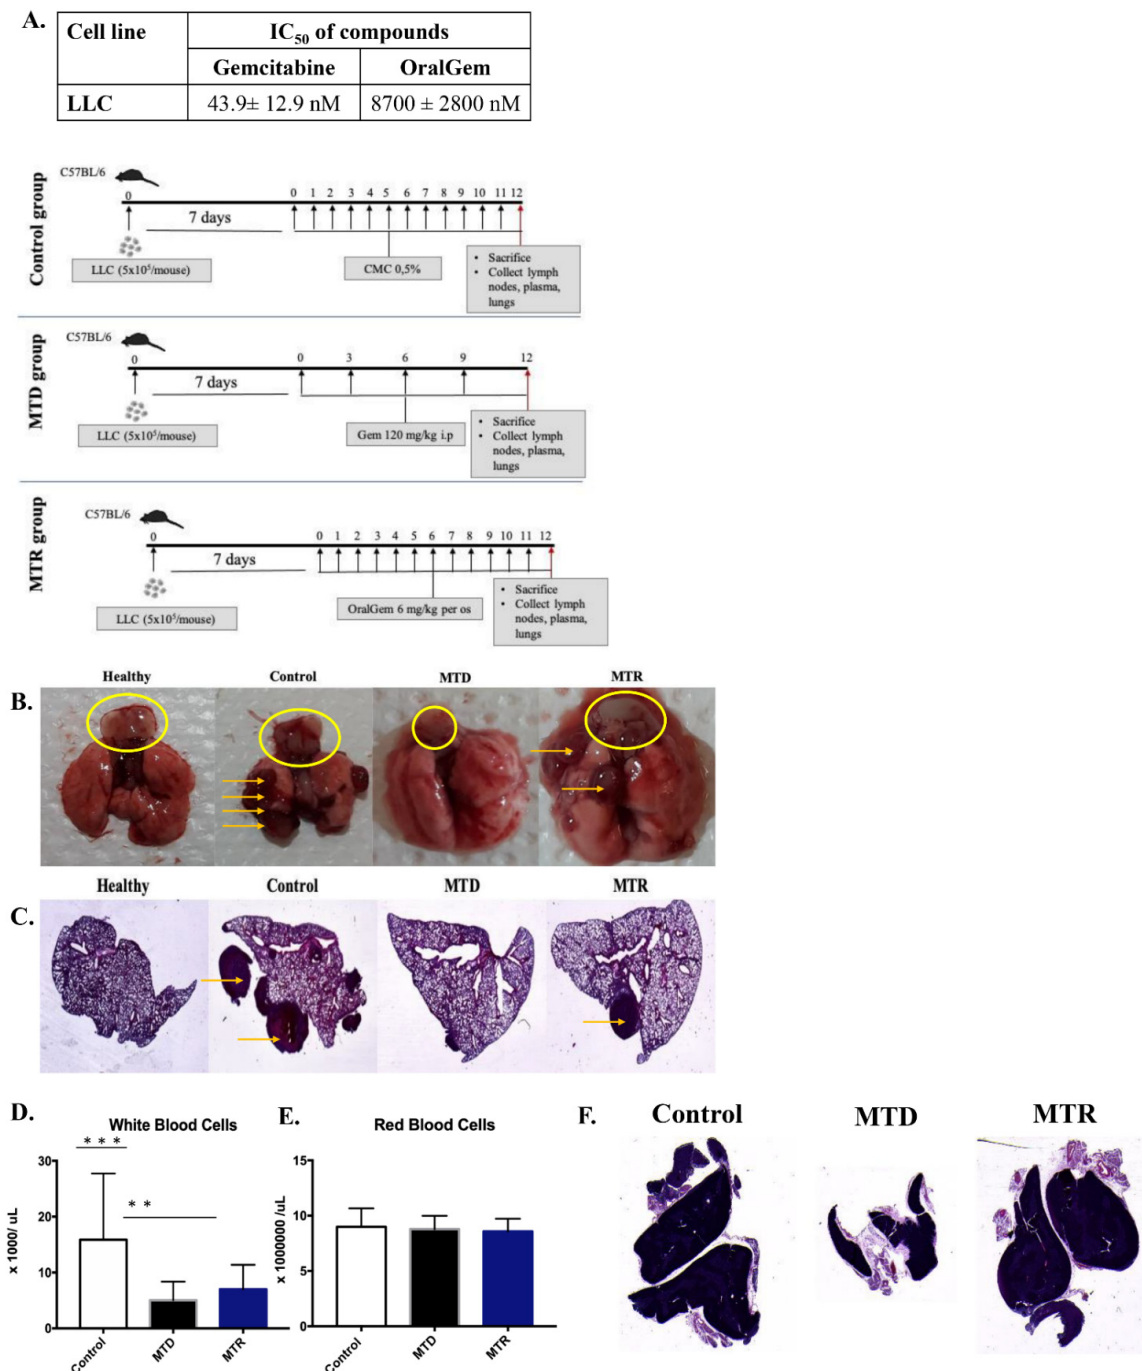 A.
Cell line IC50 of compounds
Gemcitabine OralGem
LLC 43.9± 12.9 nM 8700 ± 2800 nM
Control group
C57BL/6
0 0 1 2 3 4 5 6 7 8 9 10 11 12
7 days
LLC (5x10⁵/mouse)
CMC 0,5%
• Sacrifice
• Collect lymph
nodes, plasma,
lungs
MTD group
C57BL/6
0 0 3 6 9 12
7 days
LLC (5x10⁵/mouse)
Gem 120 mg/kg i.p
• Sacrifice
• Collect lymph
nodes, plasma,
lungs
MTR group
C57BL/6
0 0 1 2 3 4 5 6 7 8 9 10 11 12
7 days
LLC (5x10⁵/mouse)
OralGem 6 mg/kg per os
• Sacrifice
• Collect lymph
nodes, plasma,
lungs
B.
Healthy Control MTD MTR
C.
Healthy Control MTD MTR
D.
White Blood Cells
***
**
x 1000/ uL
30
20
10
0
Control MTD MTR
E.
Red Blood Cells
x 1000000/ uL
15
10
5
0
Control MTD MTR
F.
Control MTD MTR